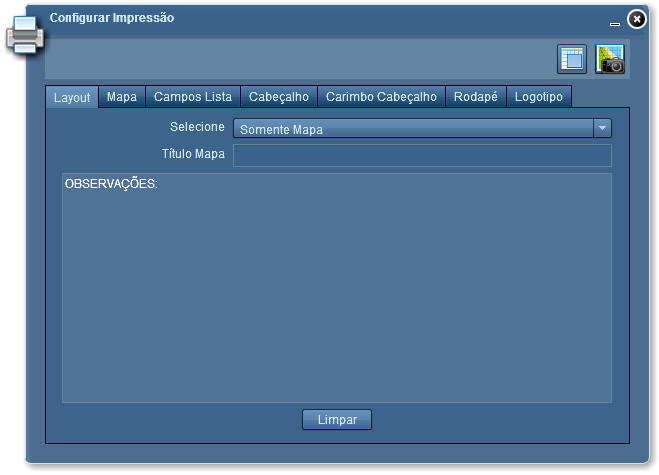 Configurar Impressão
Layout Mapa Campos Lista Cabeçalho Carimbo Cabeçalho Rodapé Logotipo
Selecione Somente Mapa
Título Mapa
OBSERVAÇÕES:
Limpar